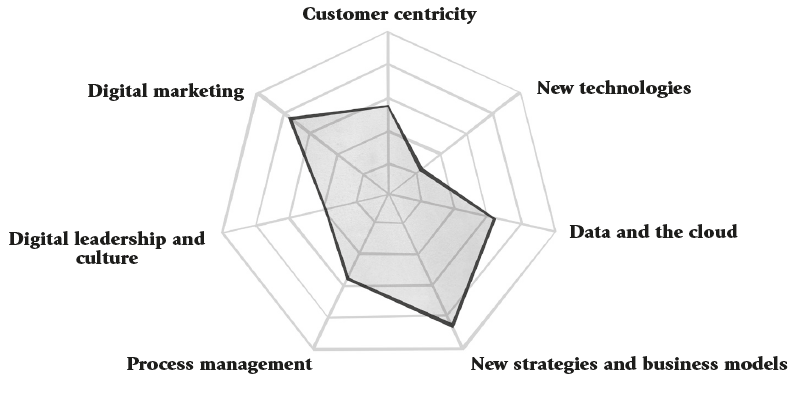 Customer centricity
Digital marketing
New technologies
Digital leadership and
culture
Data and the cloud
Process management
New strategies and business models